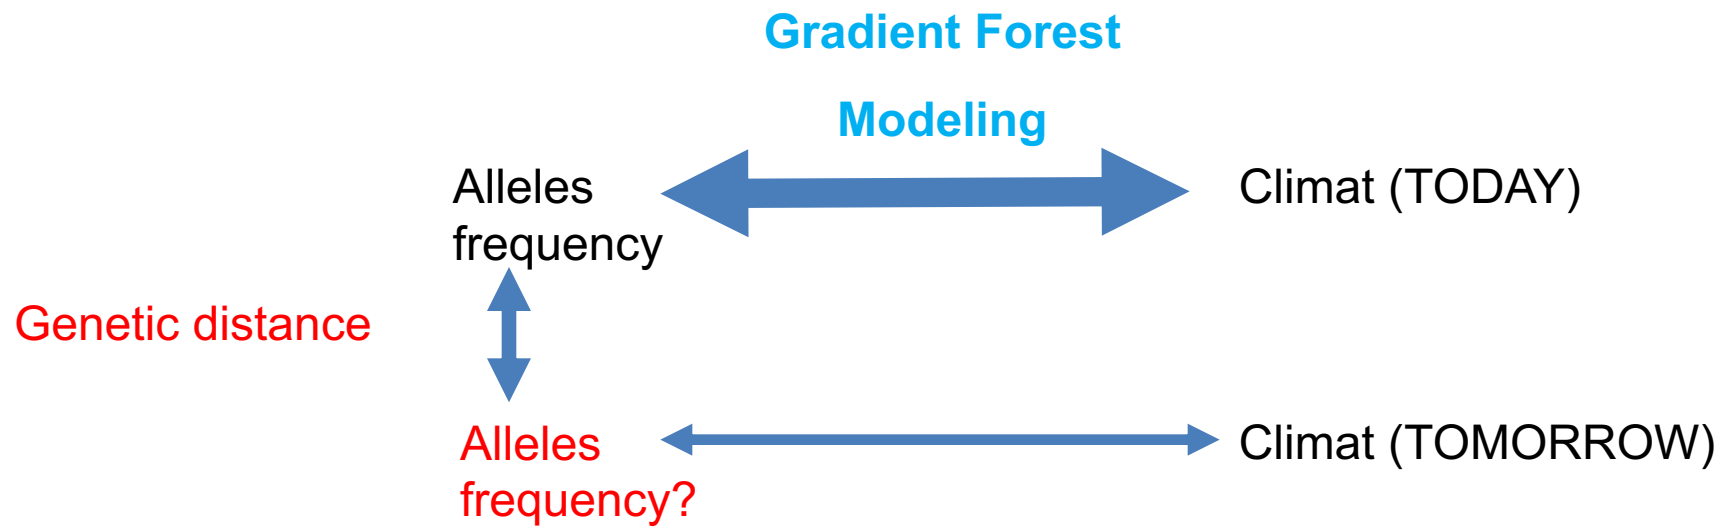 Gradient Forest
Modeling
Alleles
frequency
Climat (TODAY)
Genetic distance
Alleles
frequency?
Climat (TOMORROW)